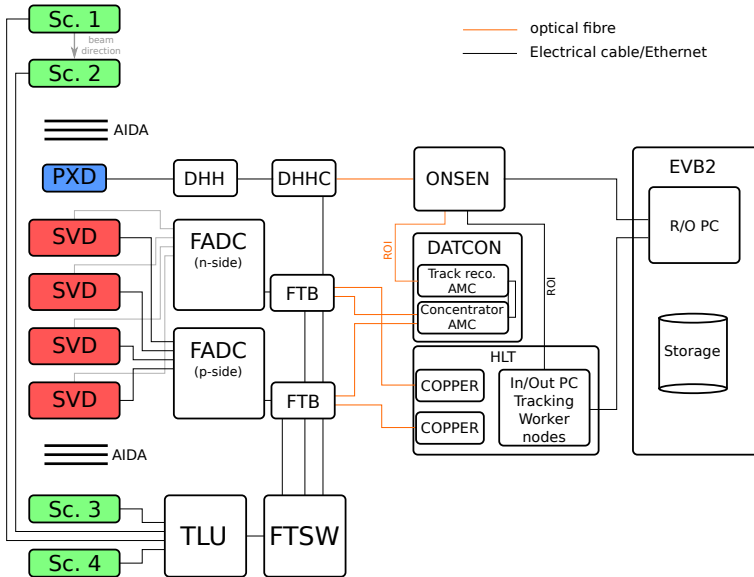 Sc. 1
optical fibre
beam
direction
Electrical cable/Ethernet
Sc. 2
AIDA
EVB2
PXD
DHH
DHHC
ONSEN
R/O PC
SVD
FADC
(n-side)
ROI
DATCON
Track reco.
AMC
ROI
SVD
FTB
Concentrator
AMC
SVD
FADC
(p-side)
HLT
Storage
SVD
FTB
COPPER
In/Out PC
Tracking
Worker
nodes
COPPER
AIDA
Sc. 3
TLU
FTSW
Sc. 4